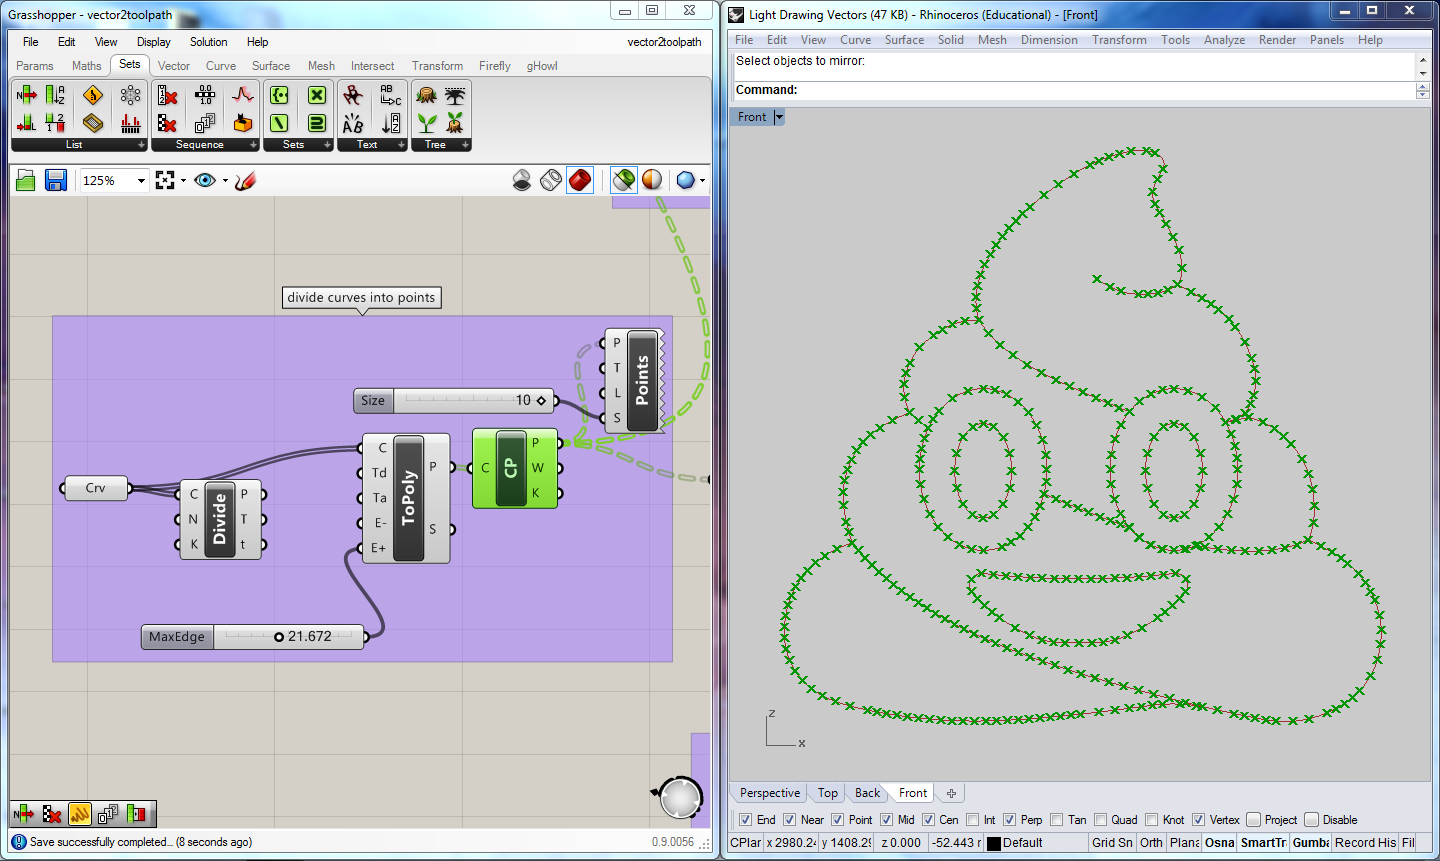 Grasshopper - vector2toolpath
File Edit View Display Solution Help vector2toolpath
Params Maths Sets Vector Curve Surface Mesh Intersect Transform Firefly gHowl
List Sequence Sets Text Tree
125%
divide curves into points
Size 10
P
T
L
S
Points
Crv
C
N
K
Divide
P
T
t
C
Td
Ta
E-
E+
ToPoly
P
S
C
CP
P
W
K
MaxEdge 21.672
Save successfully completed... (8 seconds ago) 0.9.0056
Light Drawing Vectors (47 KB) - Rhinoceros (Educational) - [Front]
File Edit View Curve Surface Solid Mesh Dimension Transform Tools Analyze Render Panels Help
Select objects to mirror:
Command:
Front
z
x
Perspective Top Back Front
End Near Point Mid Cen Int Perp Tan Quad Knot Vertex Project Disable
CPlar x 2980.24 y 1408.29 z 0.000 -52.443 r Default Grid Sn Orth Plana Osna SmartTra Gumba Record His Fil